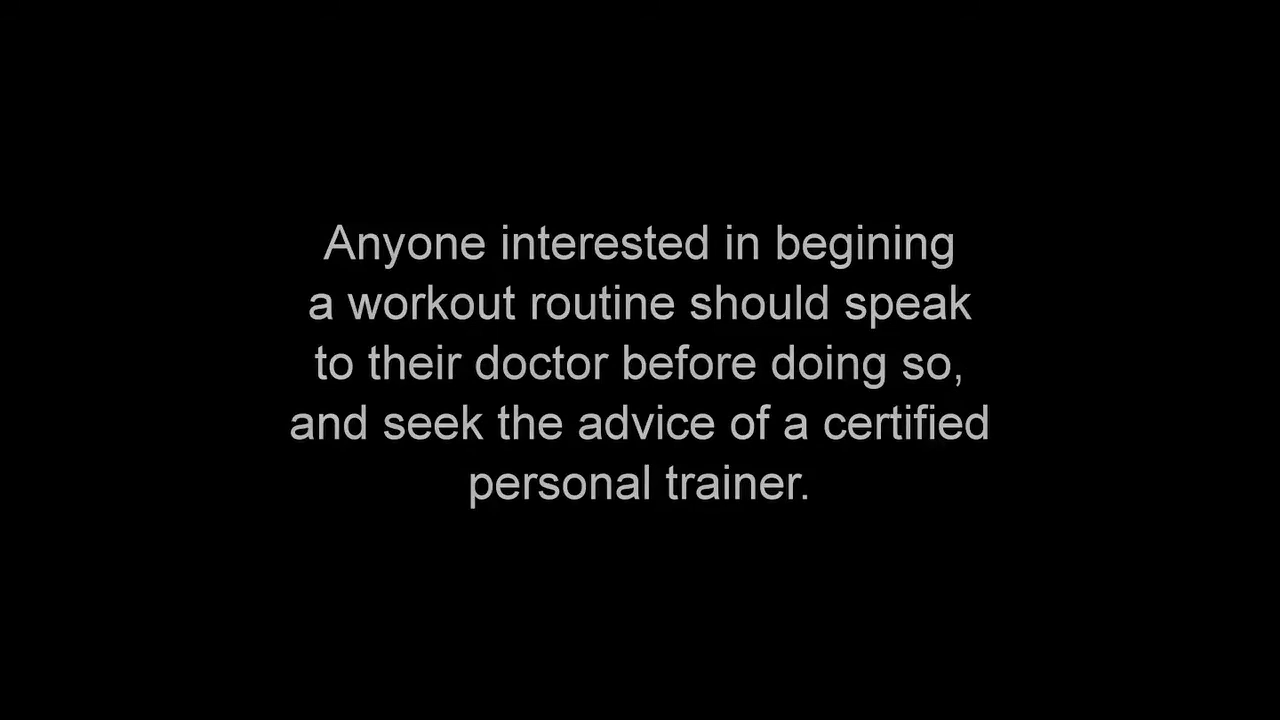 Anyone interested in begining
a workout routine should speak
to their doctor before doing so,
and seek the advice of a certified
personal trainer.